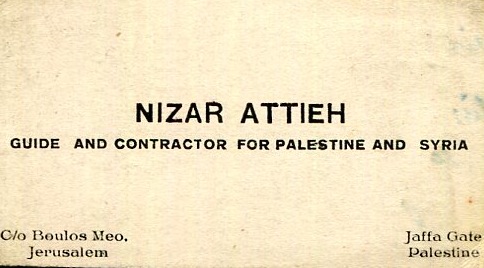 NIZAR ATTIEH
GUIDE AND CONTRACTOR FOR PALESTINE AND SYRIA
C/o Boulos Meo,
Jerusalem
Jaffa Gate
Palestine